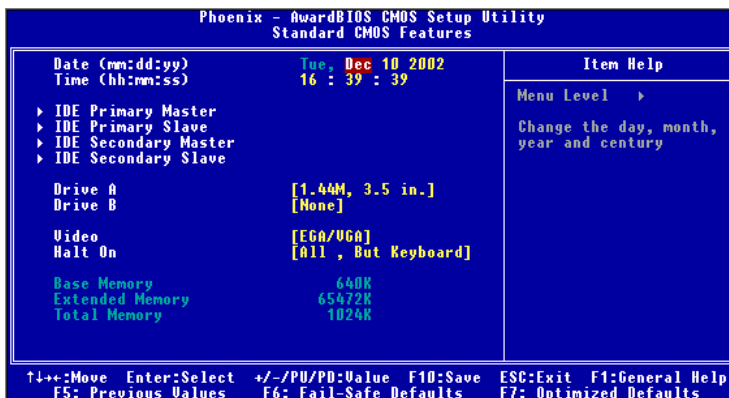 Phoenix - AwardBIOS CMOS Setup Utility
Standard CMOS Features
Date (mm:dd:yy) Tue, Dec 10 2002
Time (hh:mm:ss) 16 : 39 : 39
IDE Primary Master
IDE Primary Slave
IDE Secondary Master
IDE Secondary Slave
Drive A [1.44M, 3.5 in.]
Drive B [None]
Video [EGA/VGA]
Halt On [All , But Keyboard]
Base Memory 640K
Extended Memory 65472K
Total Memory 1024K
Item Help
Menu Level
Change the day, month,
year and century
↑↓→←:Move Enter:Select +/-/PU/PD:Value F10:Save ESC:Exit F1:General Help
F5: Previous Values F6: Fail-Safe Defaults F7: Optimized Defaults